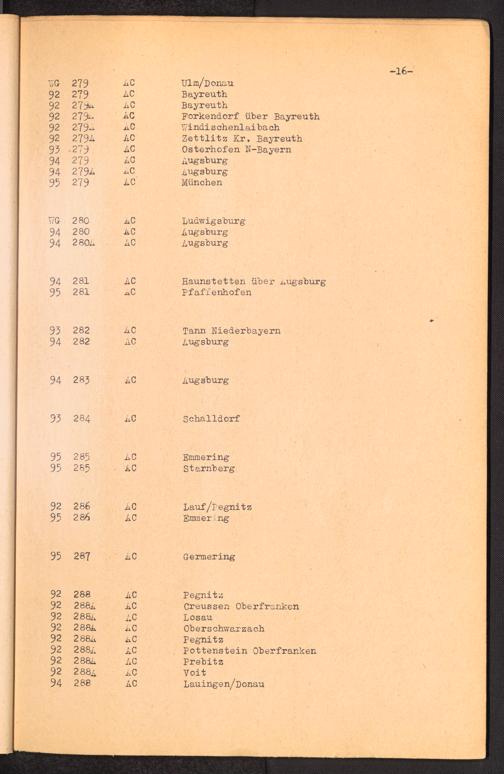 -16-
WG 279 AC Ulm/Donau
92 279 AC Bayreuth
92 279A AC Bayreuth
92 279A AC Forkendorf über Bayreuth
92 279A AC Windischenlaibach
92 279A AC Zettlitz Kr. Bayreuth
93 279 AC Osterhofen N-Bayern
94 279 AC Augsburg
94 279A AC Augsburg
95 279 AC München
WG 280 AC Ludwigsburg
94 280 AC Augsburg
94 280A AC Augsburg
94 281 AC Haunstetten über Augsburg
95 281 AC Pfaffenhofen
93 282 AC Tann Niederbayern
94 282 AC Augsburg
94 283 AC Augsburg
93 284 AC Schalldorf
95 285 AC Emmering
95 285 AC Starnberg
92 286 AC Lauf/Pegnitz
95 286 AC Emmering
95 287 AC Germering
92 288 AC Pegnitz
92 288A AC Creussen Oberfranken
92 288A AC Losau
92 288A AC Oberschwarzach
92 288A AC Pegnitz
92 288A AC Pottenstein Oberfranken
92 288A AC Prebitz
92 288A AC Voit
94 288 AC Lauingen/Donau